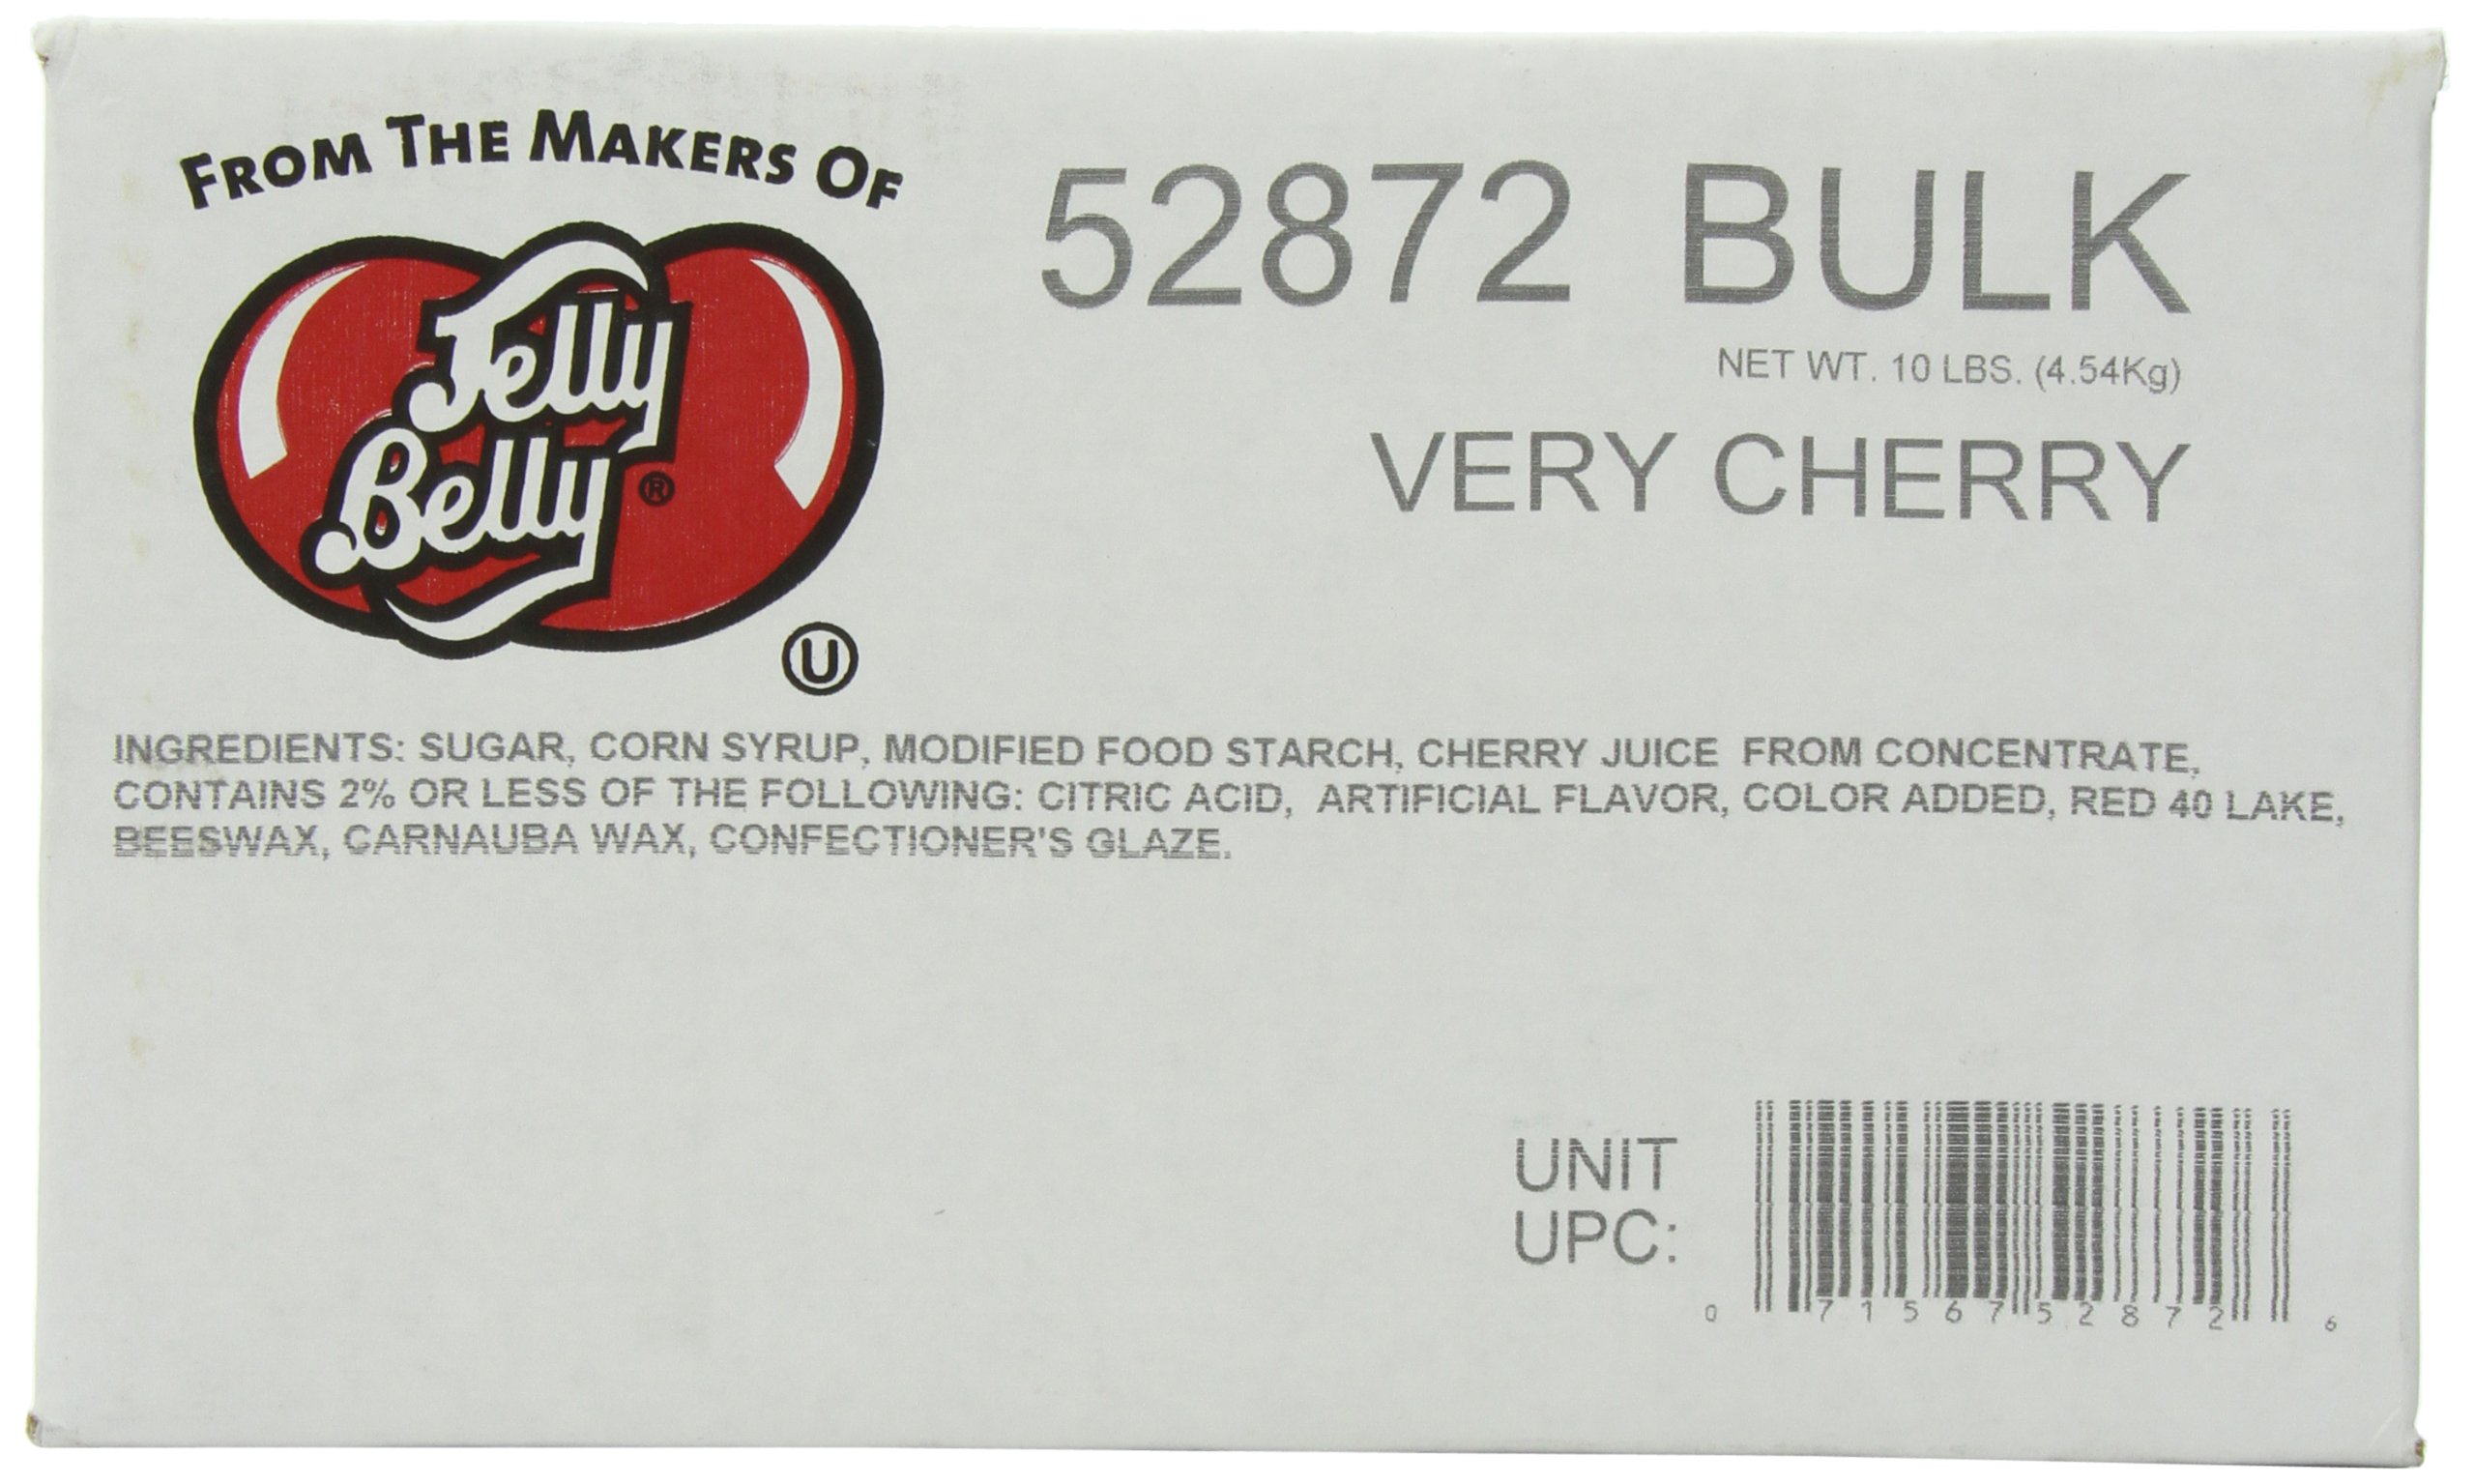 FROM THE MAKERS OF
Jelly
Belly ®
U
52872 BULK
NET WT. 10 LBS. (4.54Kg)
VERY CHERRY
INGREDIENTS: SUGAR, CORN SYRUP, MODIFIED FOOD STARCH, CHERRY JUICE FROM CONCENTRATE,
CONTAINS 2% OR LESS OF THE FOLLOWING: CITRIC ACID, ARTIFICIAL FLAVOR, COLOR ADDED, RED 40 LAKE,
BEESWAX, CARNAUBA WAX, CONFECTIONER'S GLAZE.
UNIT
UPC:
0 71567 52872 6